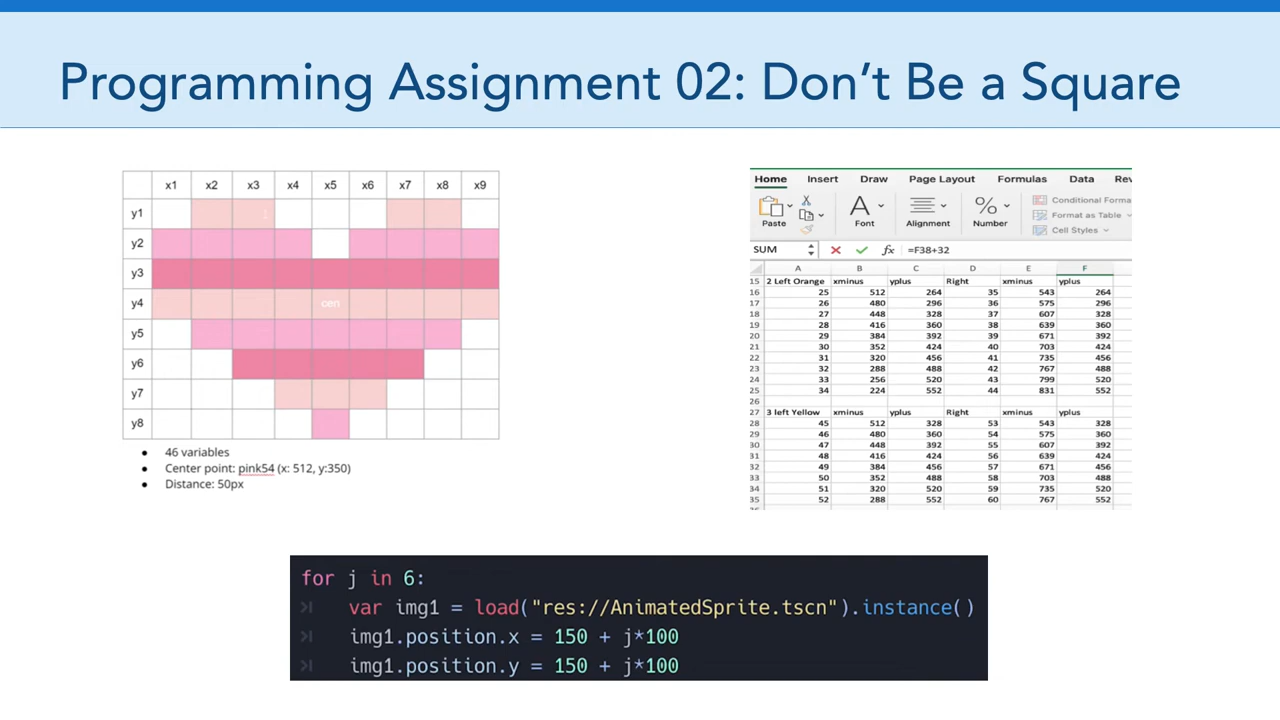 Programming Assignment 02: Don't Be a Square
x1 x2 x3 x4 x5 x6 x7 x8 x9
y1
y2
y3
y4 cen
y5
y6
y7
y8
• 46 variables
• Center point: pink54 (x: 512, y:350)
• Distance: 50px
Home Insert Draw Page Layout Formulas Data Rev
Paste Font Alignment Number
Conditional Forma
Format as Table
Cell Styles
SUM fx =F38+32
A B C D E F
15 2 Left Orange xminus yplus Right xminus yplus
16 25 512 264 35 543 264
17 26 480 296 36 575 296
18 27 448 328 37 607 328
19 28 416 360 38 639 360
20 29 384 392 39 671 392
21 30 352 424 40 703 424
22 31 320 456 41 735 456
23 32 288 488 42 767 488
24 33 256 520 43 799 520
25 34 224 552 44 831 552
26
27 3 left Yellow xminus yplus Right xminus yplus
28 45 512 328 53 543 328
29 46 480 360 54 575 360
30 47 448 392 55 607 392
31 48 416 424 56 639 424
32 49 384 456 57 671 456
33 50 352 488 58 703 488
34 51 320 520 59 735 520
35 52 288 552 60 767 552
for j in 6:
var img1 = load("res://AnimatedSprite.tscn").instance()
img1.position.x = 150 + j*100
img1.position.y = 150 + j*100